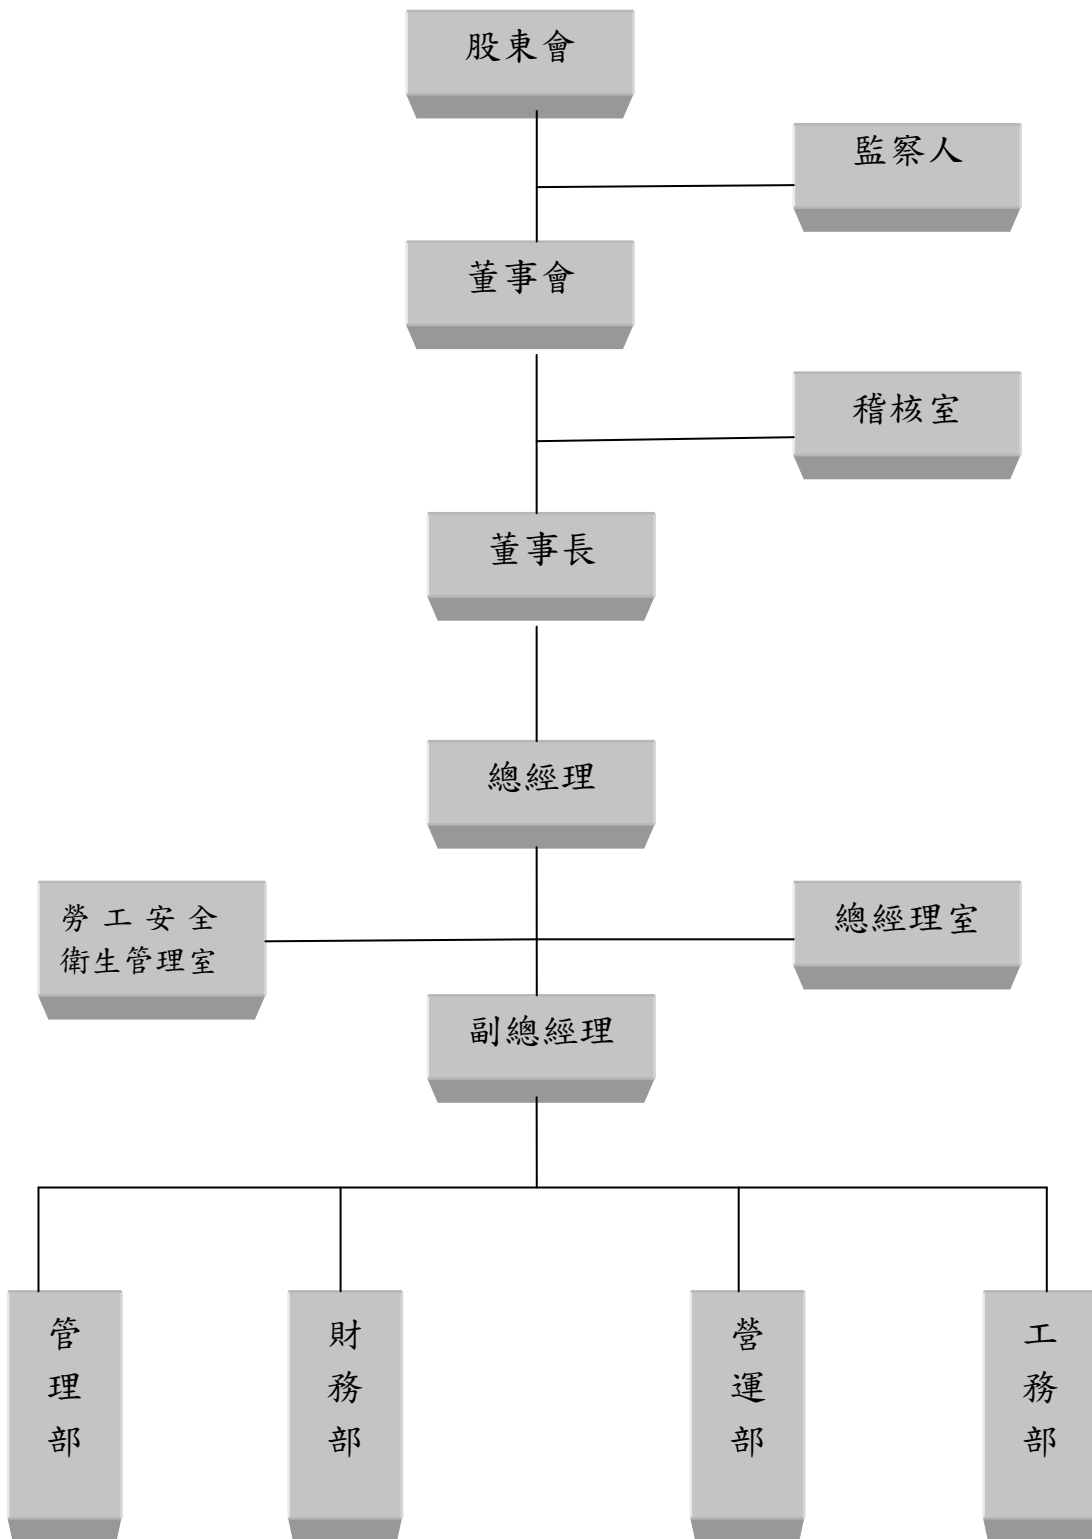 股東會
監察人
董事會
稽核室
董事長
總經理
勞工安全
衛生管理室
總經理室
副總經理
管理部
財務部
營運部
工務部